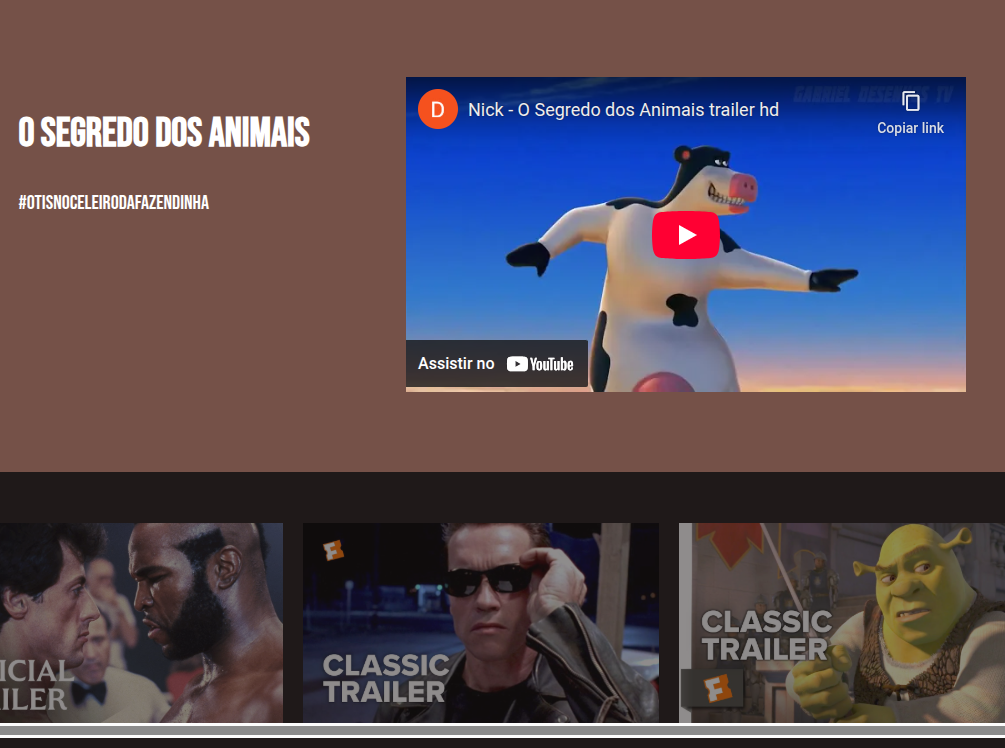 O SEGREDO DOS ANIMAIS
#OTISNOCELEIRODAFAZENDINHA
D
Nick - O Segredo dos Animais trailer hd
GABRIEL DESENHOS TV
Copiar link
Assistir no YouTube
ICIAL
ILER
CLASSIC
TRAILER
CLASSIC
TRAILER